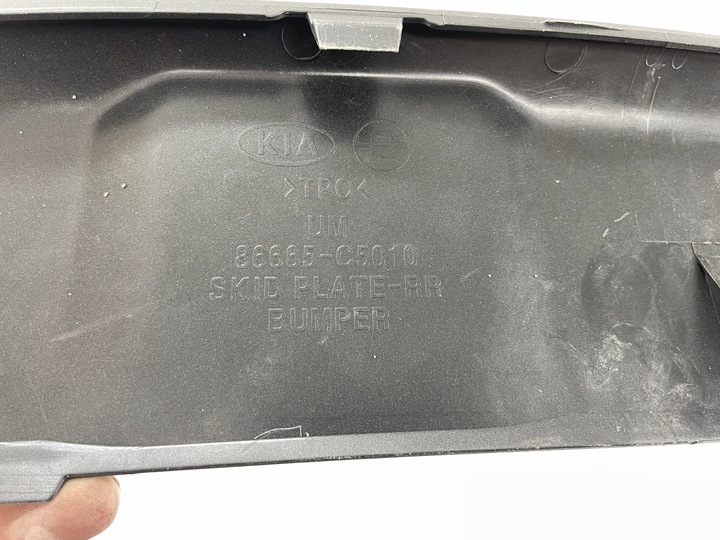 KIA
>TPO<
UM
86665-C5010
SKID PLATE-RR
BUMPER